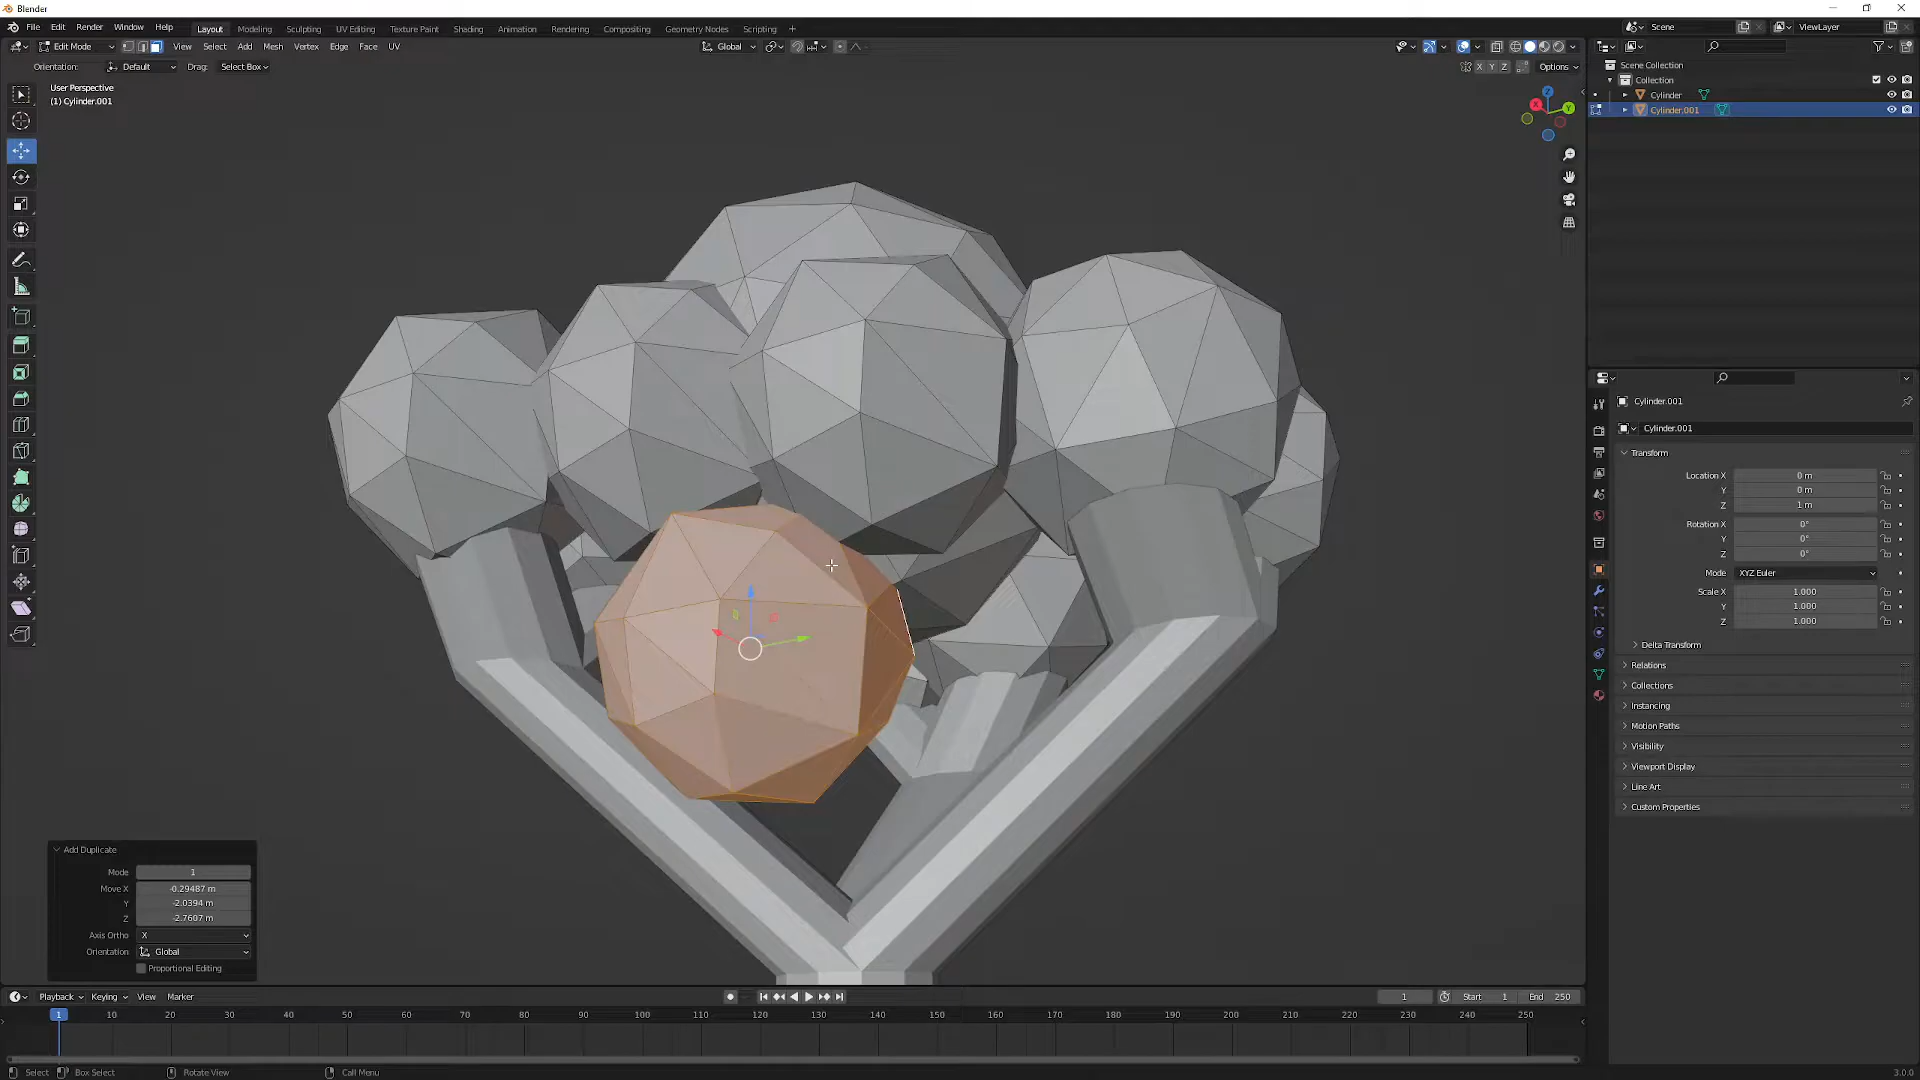 Blender
File Edit Render Window Help Layout Modeling Sculpting UV Editing Texture Paint Shading Animation Rendering Compositing Geometry Nodes Scripting + Scene ViewLayer
Edit Mode View Select Add Mesh Vertex Edge Face UV Global
Orientation: Default Drag: Select Box X Y Z Options
User Perspective
(1) Cylinder.001
Z
X Y
Scene Collection
Collection
Cylinder
Cylinder.001
Cylinder.001
Cylinder.001
Transform
Location X 0 m
Y 0 m
Z 1 m
Rotation X 0°
Y 0°
Z 0°
Mode XYZ Euler
Scale X 1.000
Y 1.000
Z 1.000
Delta Transform
Relations
Collections
Instancing
Motion Paths
Visibility
Viewport Display
Line Art
Custom Properties
Add Duplicate
Mode 1
Move X -0.29487 m
Y -2.0394 m
Z -2.7607 m
Axis Ortho X
Orientation Global
Proportional Editing
Playback Keying View Marker 1 Start 1 End 250
1 10 20 30 40 50 60 70 80 90 100 110 120 130 140 150 160 170 180 190 200 210 220 230 240 250
Select Box Select Rotate View Call Menu 3.0.0